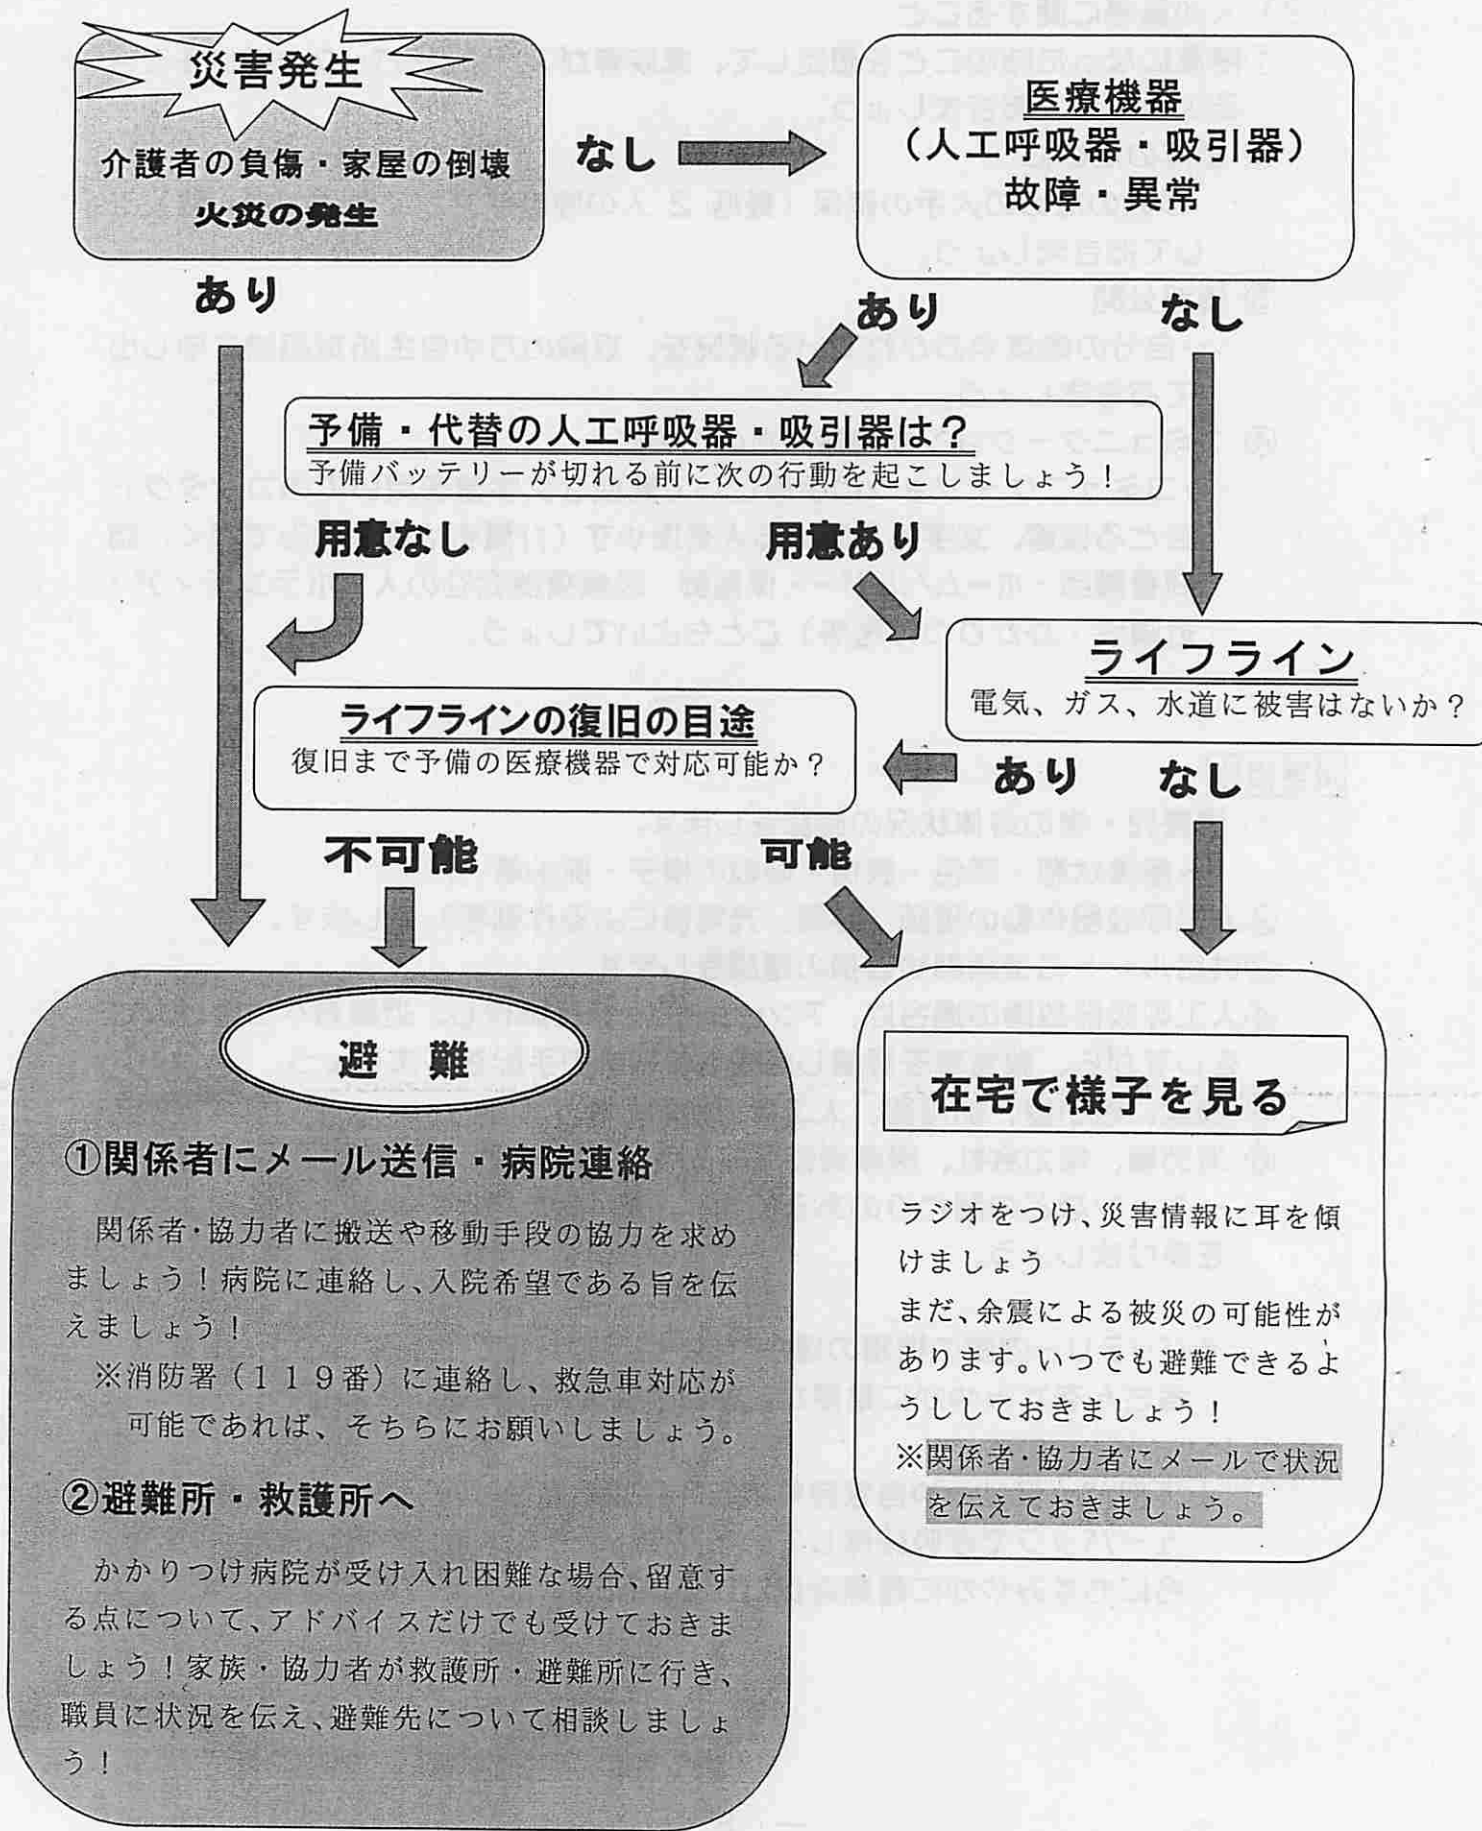 災害発生
介護者の負傷・家屋の倒壊
火災の発生
なし
医療機器
（人工呼吸器・吸引器）
故障・異常
あり
あり
なし
予備・代替の人工呼吸器・吸引器は？
予備バッテリーが切れる前に次の行動を起こしましょう！
用意なし
用意あり
ライフライン
電気、ガス、水道に被害はないか？
ライフラインの復旧の目途
復旧まで予備の医療機器で対応可能か？
あり
なし
不可能
可能
避 難
①関係者にメール送信・病院連絡
関係者・協力者に搬送や移動手段の協力を求め
ましょう！病院に連絡し、入院希望である旨を伝
えましょう！
※消防署（１１９番）に連絡し、救急車対応が
可能であれば、そちらにお願いしましょう。
②避難所・救護所へ
かかりつけ病院が受け入れ困難な場合、留意す
る点について、アドバイスだけでも受けておきま
しょう！家族・協力者が救護所・避難所に行き、
職員に状況を伝え、避難先について相談しましょ
う！
在宅で様子を見る
ラジオをつけ、災害情報に耳を傾
けましょう
まだ、余震による被災の可能性が
あります。いつでも避難できるよ
うししておきましょう！
※関係者・協力者にメールで状況
を伝えておきましょう。